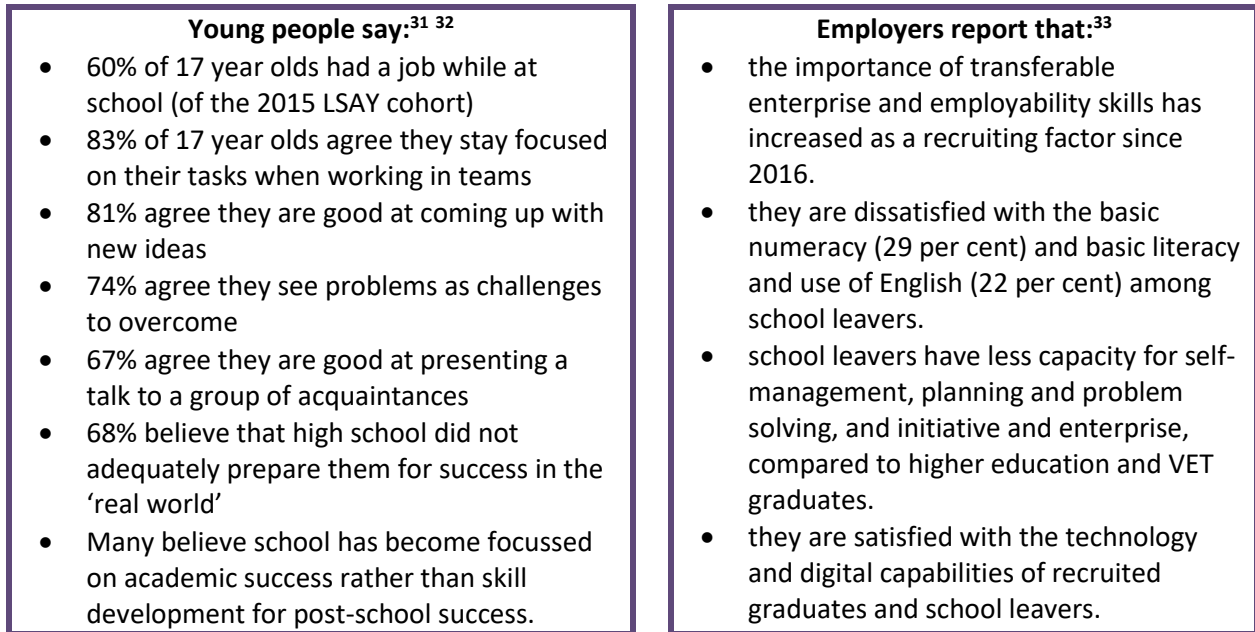 Young people say:31 32
• 60% of 17 year olds had a job while at
school (of the 2015 LSAY cohort)
• 83% of 17 year olds agree they stay focused
on their tasks when working in teams
• 81% agree they are good at coming up with
new ideas
• 74% agree they see problems as challenges
to overcome
• 67% agree they are good at presenting a
talk to a group of acquaintances
• 68% believe that high school did not
adequately prepare them for success in the
‘real world’
• Many believe school has become focussed
on academic success rather than skill
development for post-school success.
Employers report that:33
• the importance of transferable
enterprise and employability skills has
increased as a recruiting factor since
2016.
• they are dissatisfied with the basic
numeracy (29 per cent) and basic literacy
and use of English (22 per cent) among
school leavers.
• school leavers have less capacity for self-
management, planning and problem
solving, and initiative and enterprise,
compared to higher education and VET
graduates.
• they are satisfied with the technology
and digital capabilities of recruited
graduates and school leavers.